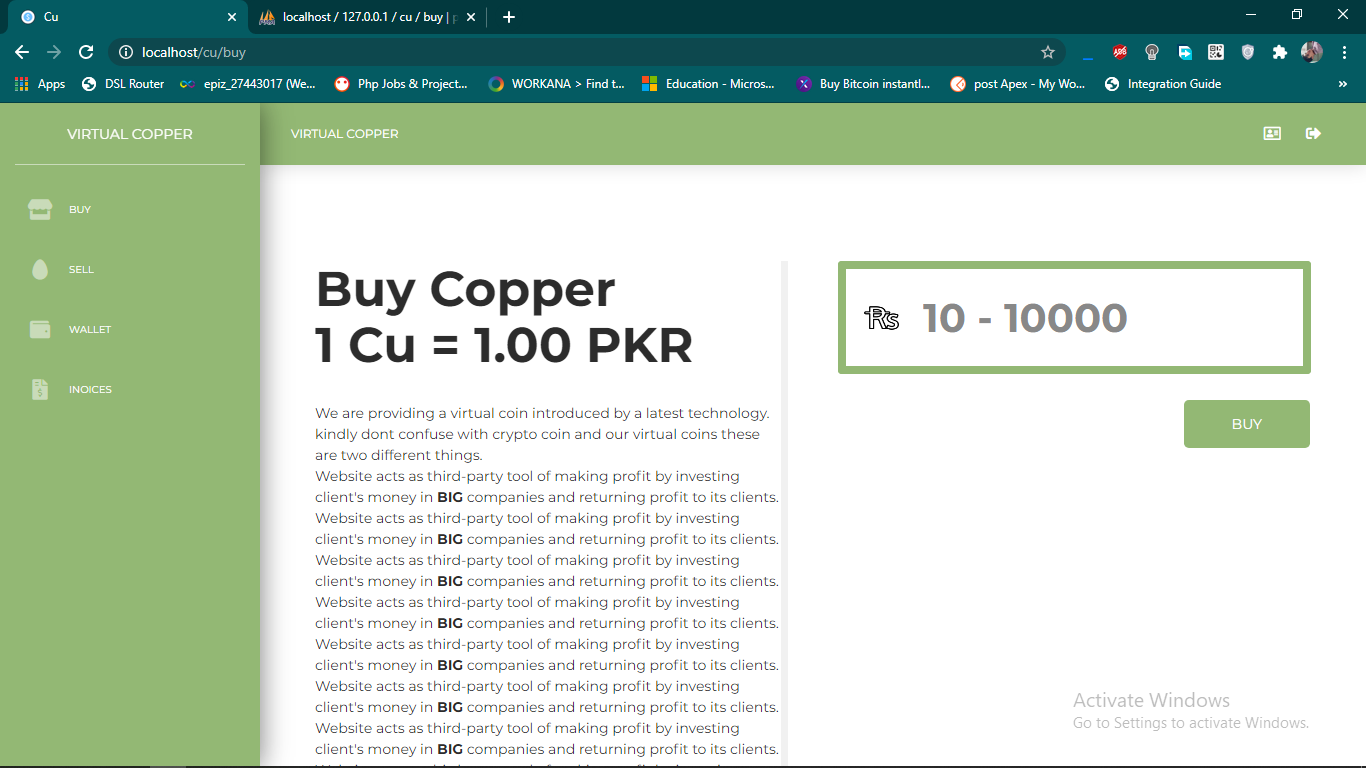 Cu
localhost / 127.0.0.1 / cu / buy |
localhost/cu/buy
Apps
DSL Router
epiz_27443017 (We...
Php Jobs & Project...
WORKANA > Find t...
Education - Micros...
Buy Bitcoin instantl...
post Apex - My Wo...
Integration Guide
»
VIRTUAL COPPER
VIRTUAL COPPER
BUY
SELL
WALLET
INOICES
Buy Copper
1 Cu = 1.00 PKR
We are providing a virtual coin introduced by a latest technology.
kindly dont confuse with crypto coin and our virtual coins these
are two different things.
Website acts as third-party tool of making profit by investing
client's money in BIG companies and returning profit to its clients.
Website acts as third-party tool of making profit by investing
client's money in BIG companies and returning profit to its clients.
Website acts as third-party tool of making profit by investing
client's money in BIG companies and returning profit to its clients.
Website acts as third-party tool of making profit by investing
client's money in BIG companies and returning profit to its clients.
Website acts as third-party tool of making profit by investing
client's money in BIG companies and returning profit to its clients.
Website acts as third-party tool of making profit by investing
client's money in BIG companies and returning profit to its clients.
Website acts as third-party tool of making profit by investing
client's money in BIG companies and returning profit to its clients.
Rs 10 - 10000
BUY
Activate Windows
Go to Settings to activate Windows.